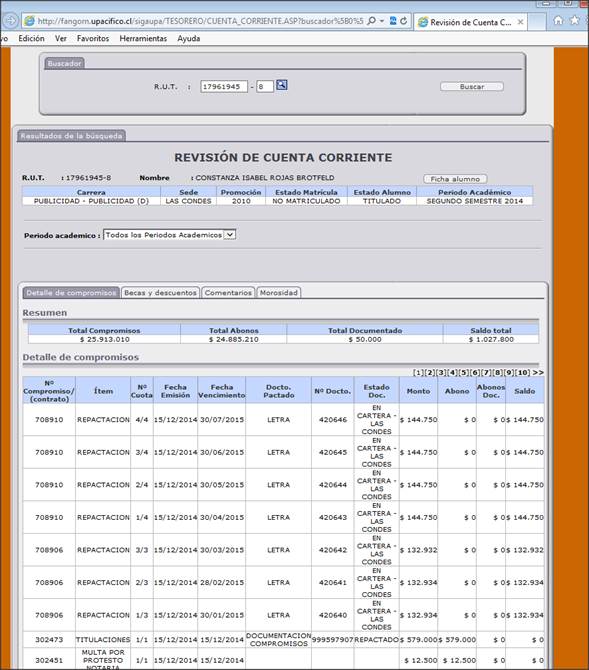 http://fangorn.upacifico.cl/sigaupa/TESORERO/CUENTA_CORRIENTE.ASP?buscador%5B0%5 Revisión de Cuenta C...
vo Edición Ver Favoritos Herramientas Ayuda
Buscador
R.U.T. : 17961945 - 8 Buscar
Resultados de la búsqueda
REVISIÓN DE CUENTA CORRIENTE
R.U.T. : 17961945-8 Nombre : CONSTANZA ISABEL ROJAS BROTFELD Ficha alumno
Carrera Sede Promoción Estado Matrícula Estado Alumno Periodo Académico
PUBLICIDAD - PUBLICIDAD (D) LAS CONDES 2010 NO MATRICULADO TITULADO SEGUNDO SEMESTRE 2014
Periodo academico : Todos los Periodos Academicos
Detalle de compromisos Becas y descuentos Comentarios Morosidad
Resumen
Total Compromisos Total Abonos Total Documentado Saldo total
$ 25.913.010 $ 24.885.210 $ 50.000 $ 1.027.800
Detalle de compromisos
[1][2][3][4][5][6][7][8][9][10] >>
Nº Compromiso/ (contrato) Ítem Nº Cuota Fecha Emisión Fecha Vencimiento Docto. Pactado Nº Docto. Estado Doc. Monto Abono Abonos Doc. Saldo
708910 REPACTACION 4/4 15/12/2014 30/07/2015 LETRA 420646 EN CARTERA - LAS CONDES $ 144.750 $ 0 $ 0 $ 144.750
708910 REPACTACION 3/4 15/12/2014 30/06/2015 LETRA 420645 EN CARTERA - LAS CONDES $ 144.750 $ 0 $ 0 $ 144.750
708910 REPACTACION 2/4 15/12/2014 30/05/2015 LETRA 420644 EN CARTERA - LAS CONDES $ 144.750 $ 0 $ 0 $ 144.750
708910 REPACTACION 1/4 15/12/2014 30/04/2015 LETRA 420643 EN CARTERA - LAS CONDES $ 144.750 $ 0 $ 0 $ 144.750
708906 REPACTACION 3/3 15/12/2014 30/03/2015 LETRA 420642 EN CARTERA - LAS CONDES $ 132.932 $ 0 $ 0 $ 132.932
708906 REPACTACION 2/3 15/12/2014 28/02/2015 LETRA 420641 EN CARTERA - LAS CONDES $ 132.934 $ 0 $ 0 $ 132.934
708906 REPACTACION 1/3 15/12/2014 30/01/2015 LETRA 420640 EN CARTERA - LAS CONDES $ 132.934 $ 0 $ 0 $ 132.934
302473 TITULACIONES 1/1 15/12/2014 15/12/2014 DOCUMENTACION COMPROMISOS 999597907 REPACTADO $ 579.000 $ 579.000 $ 0 $ 0
302451 MULTA POR PROTESTO NOTARIA 1/1 15/12/2014 15/12/2014 $ 12.500 $ 12.500 $ 0 $ 0